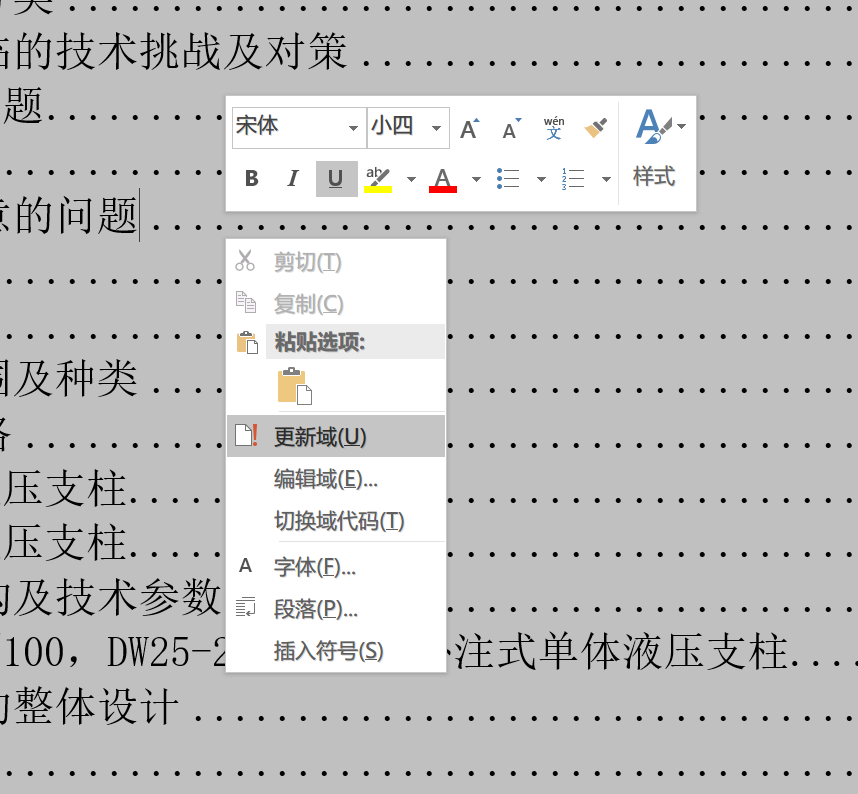 类
的技术挑战及对策 ........................
题.......................................
宋体 小四 A A wén 文 A
B I U ab A 1 2 3 样式
的问题 ..................................
剪切(T)
复制(C)
粘贴选项:
及种类 ..................................
更新域(U)
编辑域(E)...
压支柱...................................
切换域代码(T)
压支柱...................................
A 字体(F)...
及技术参数 ..............................
段落(P)...
100，DW25-2 注式单体液压支柱....
插入符号(S)
整体设计 ................................